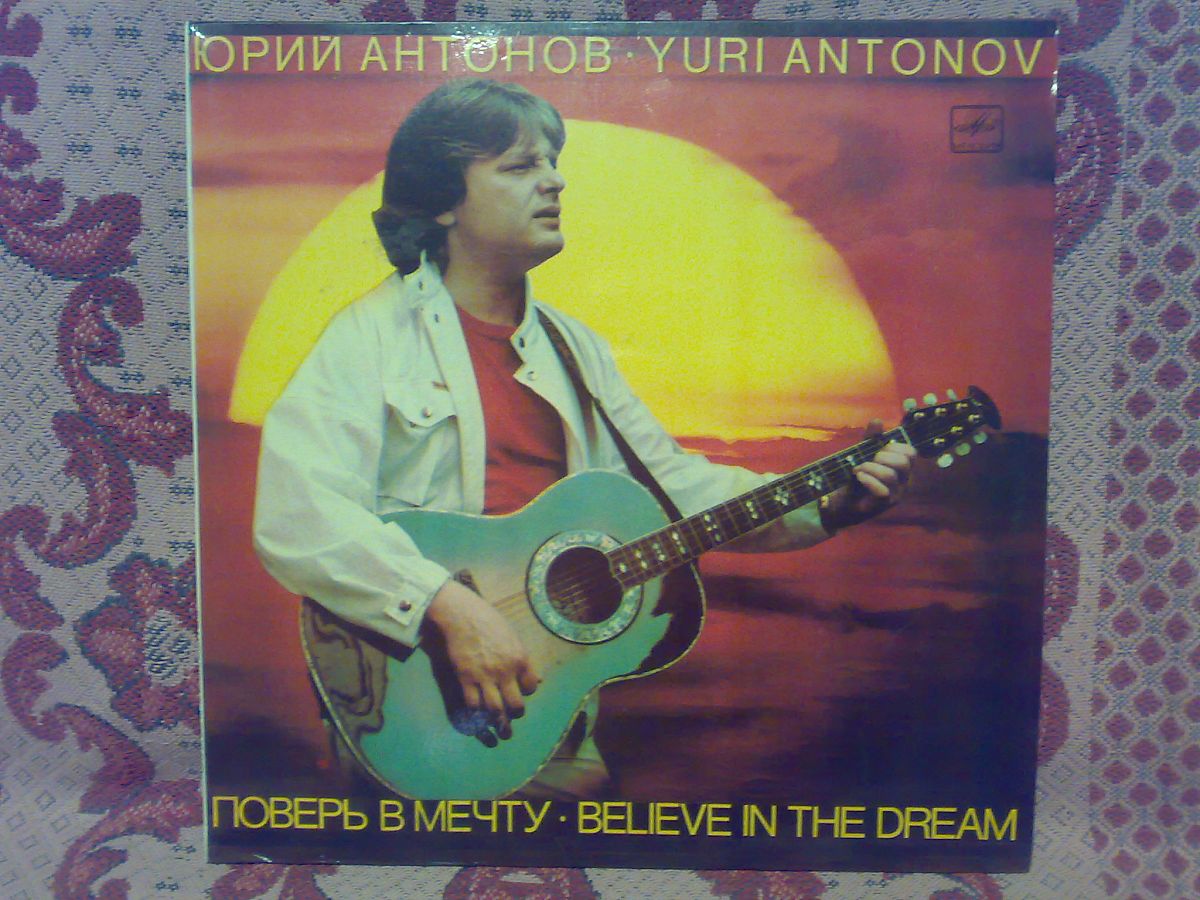 ЮРИЙ АНТОНОВ · YURI ANTONOV
ПОВЕРЬ В МЕЧТУ · BELIEVE IN THE DREAM